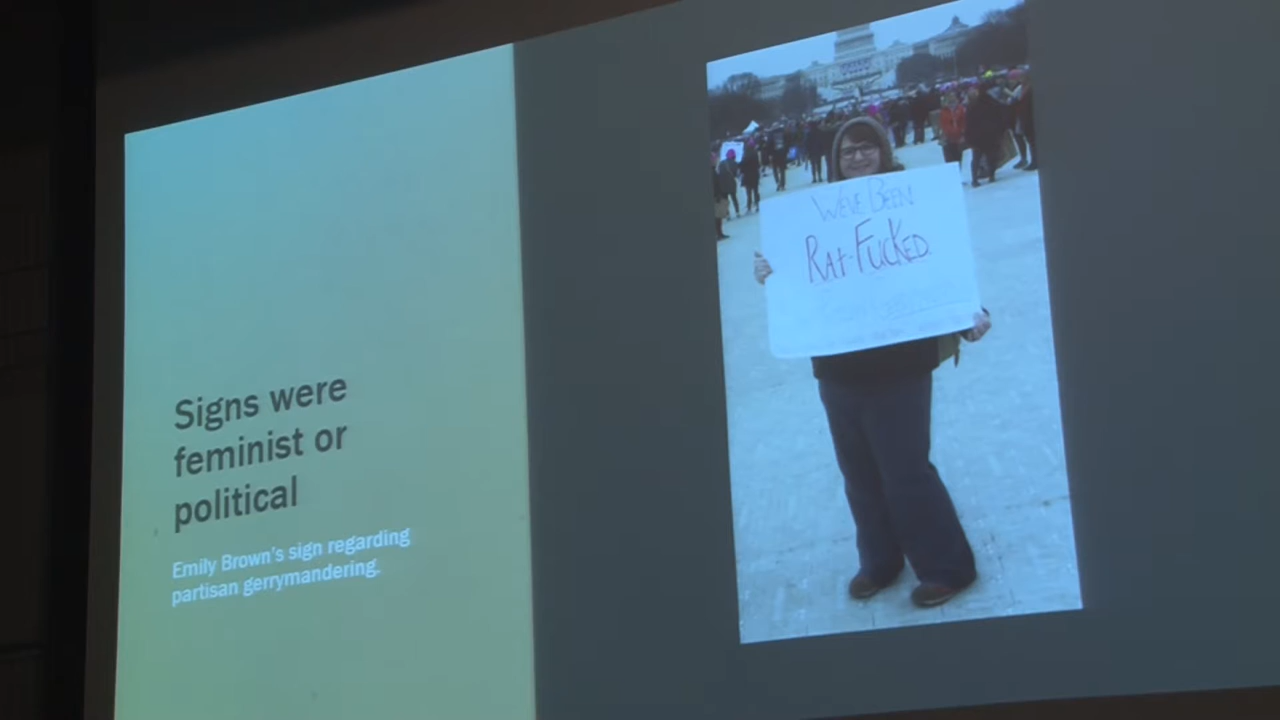 Signs were
feminist or
political
Emily Brown's sign regarding
partisan gerrymandering.
WE'VE BEEN
RAt-FUCKED.